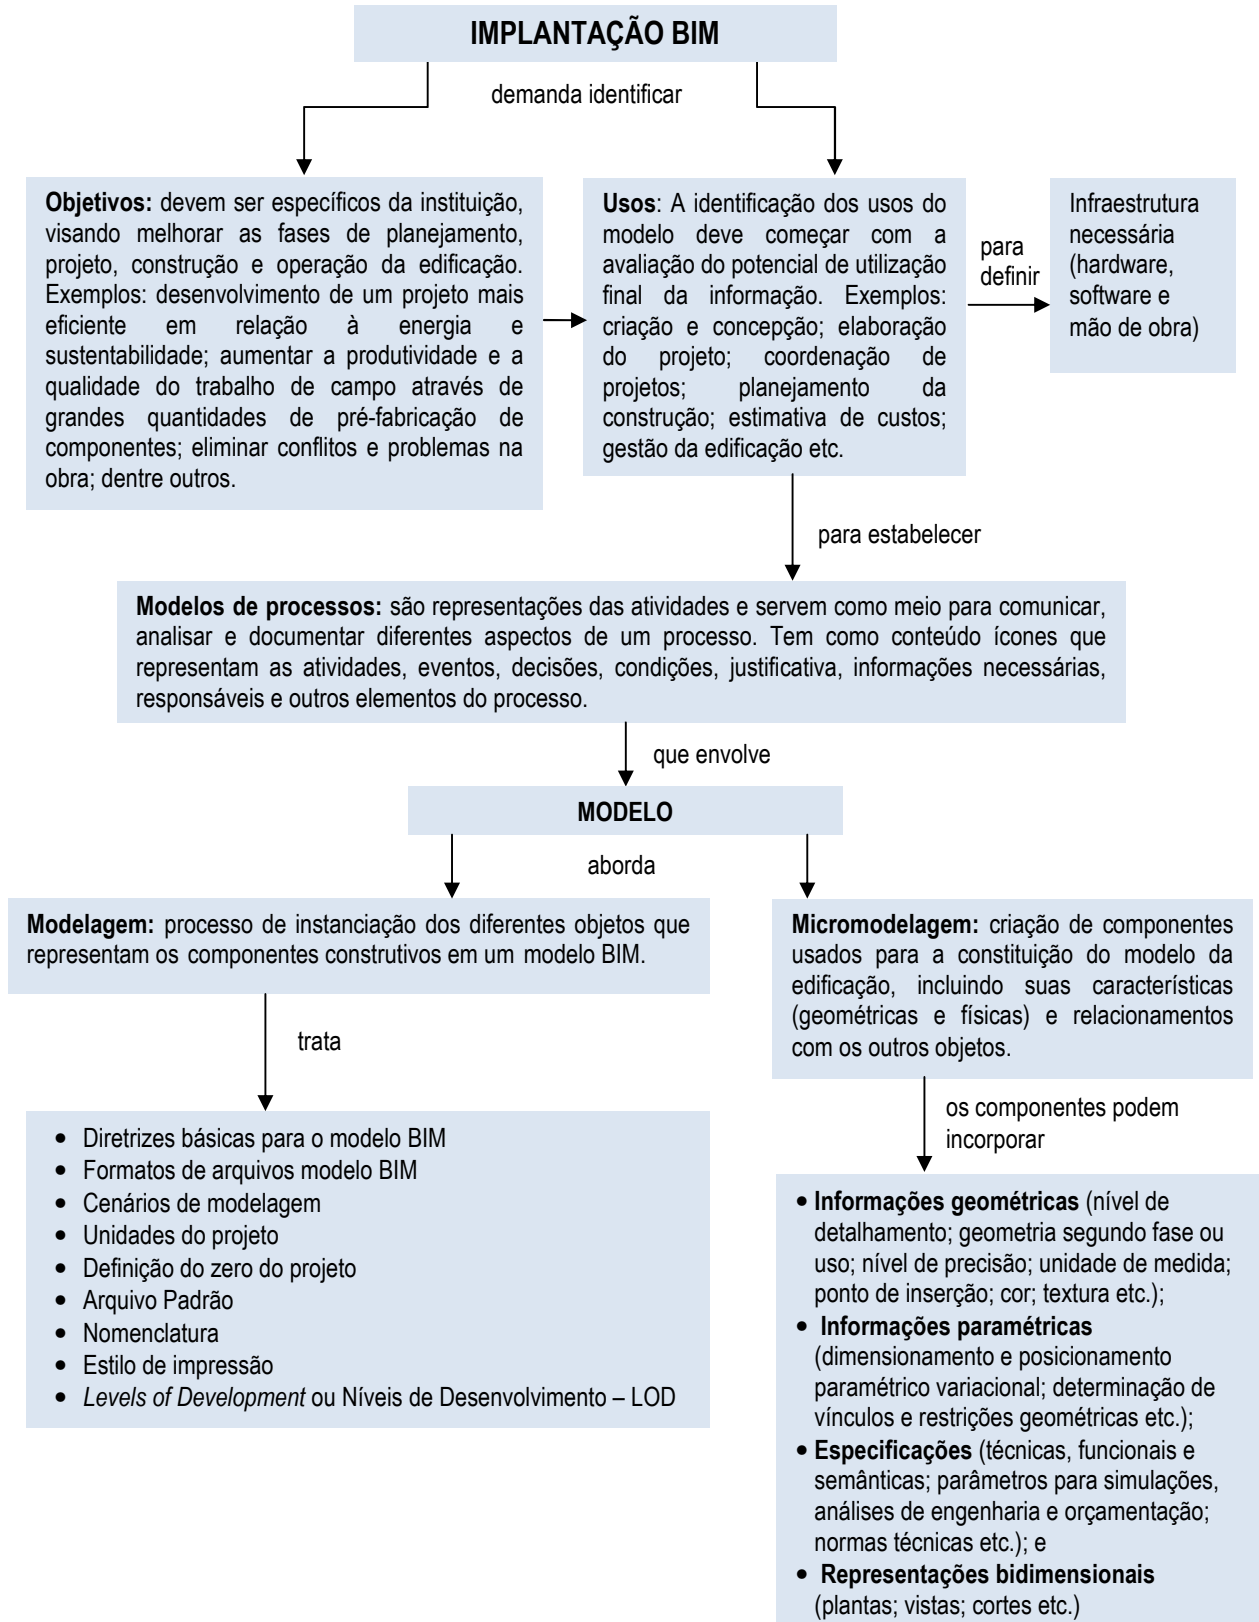 IMPLANTAÇÃO BIM
demanda identificar
Objetivos: devem ser específicos da instituição,
visando melhorar as fases de planejamento,
projeto, construção e operação da edificação.
Exemplos: desenvolvimento de um projeto mais
eficiente em relação à energia e
sustentabilidade; aumentar a produtividade e a
qualidade do trabalho de campo através de
grandes quantidades de pré-fabricação de
componentes; eliminar conflitos e problemas na
obra; dentre outros.
Usos: A identificação dos usos do
modelo deve começar com a
avaliação do potencial de utilização
final da informação. Exemplos:
criação e concepção; elaboração
do projeto; coordenação de
projetos; planejamento da
construção; estimativa de custos;
gestão da edificação etc.
para
definir
Infraestrutura
necessária
(hardware,
software e
mão de obra)
para estabelecer
Modelos de processos: são representações das atividades e servem como meio para comunicar,
analisar e documentar diferentes aspectos de um processo. Tem como conteúdo ícones que
representam as atividades, eventos, decisões, condições, justificativa, informações necessárias,
responsáveis e outros elementos do processo.
que envolve
MODELO
aborda
Modelagem: processo de instanciação dos diferentes objetos que
representam os componentes construtivos em um modelo BIM.
trata
• Diretrizes básicas para o modelo BIM
• Formatos de arquivos modelo BIM
• Cenários de modelagem
• Unidades do projeto
• Definição do zero do projeto
• Arquivo Padrão
• Nomenclatura
• Estilo de impressão
• Levels of Development ou Níveis de Desenvolvimento – LOD
Micromodelagem: criação de componentes
usados para a constituição do modelo da
edificação, incluindo suas características
(geométricas e físicas) e relacionamentos
com os outros objetos.
os componentes podem
incorporar
• Informações geométricas (nível de
detalhamento; geometria segundo fase ou
uso; nível de precisão; unidade de medida;
ponto de inserção; cor; textura etc.);
• Informações paramétricas
(dimensionamento e posicionamento
paramétrico variacional; determinação de
vínculos e restrições geométricas etc.);
• Especificações (técnicas, funcionais e
semânticas; parâmetros para simulações,
análises de engenharia e orçamentação;
normas técnicas etc.); e
• Representações bidimensionais
(plantas; vistas; cortes etc.)